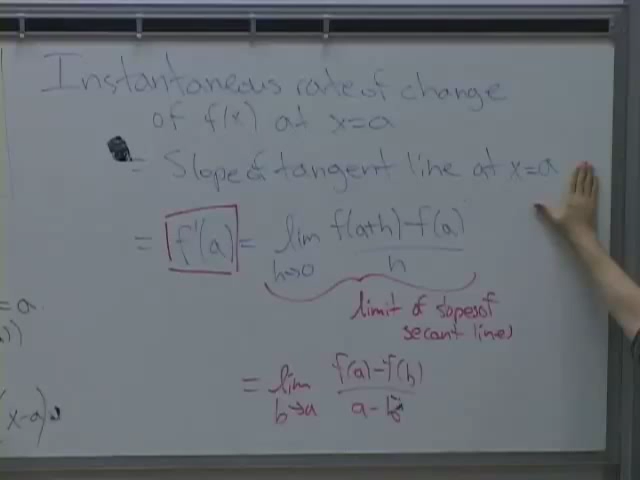 Instantaneous rate of change
of f(x) at x=a
= Slope of tangent line at x=a
= f'(a) = lim h→0 f(a+h)-f(a) / h
limit of slopes of
secant lines
= lim b→a f(a)-f(b) / a-b
= a.
))
(x-a)